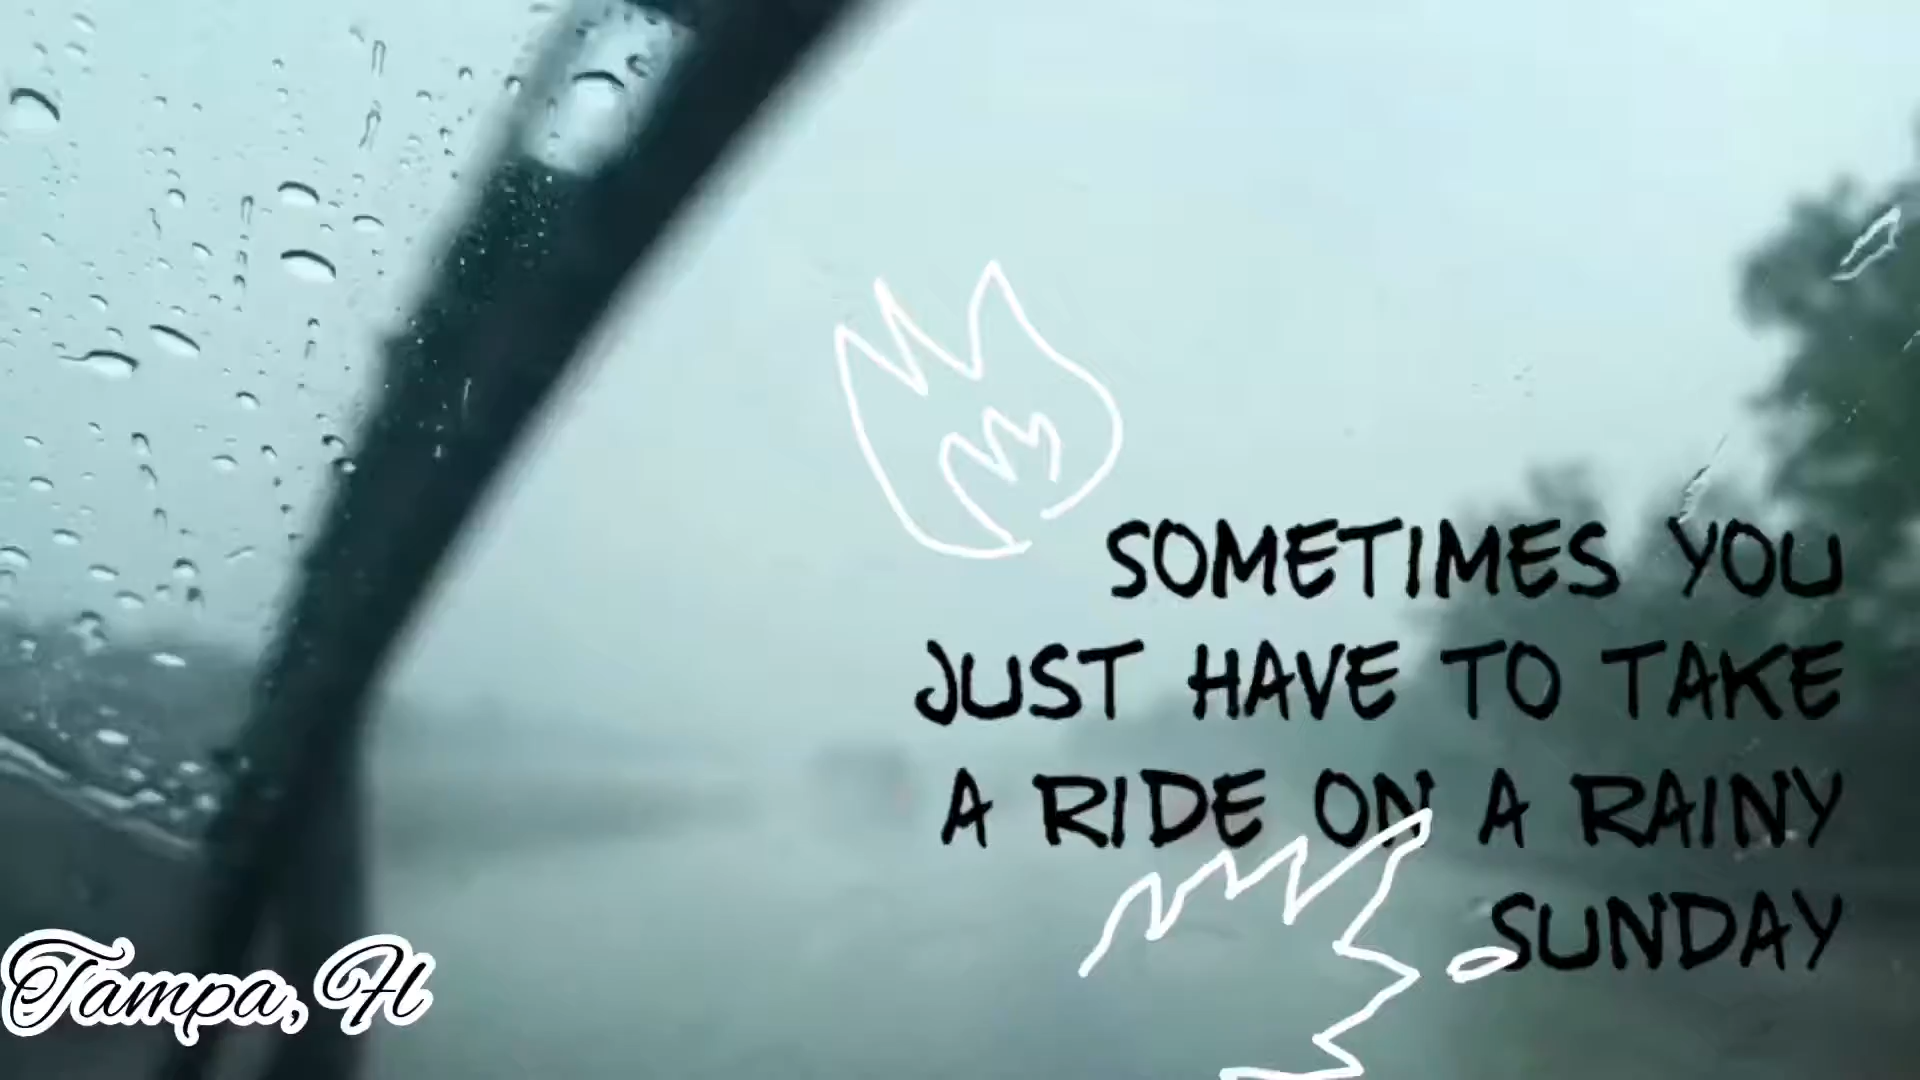 SOMETIMES YOU
JUST HAVE TO TAKE
A RIDE ON A RAINY
SUNDAY
Tampa, Fl